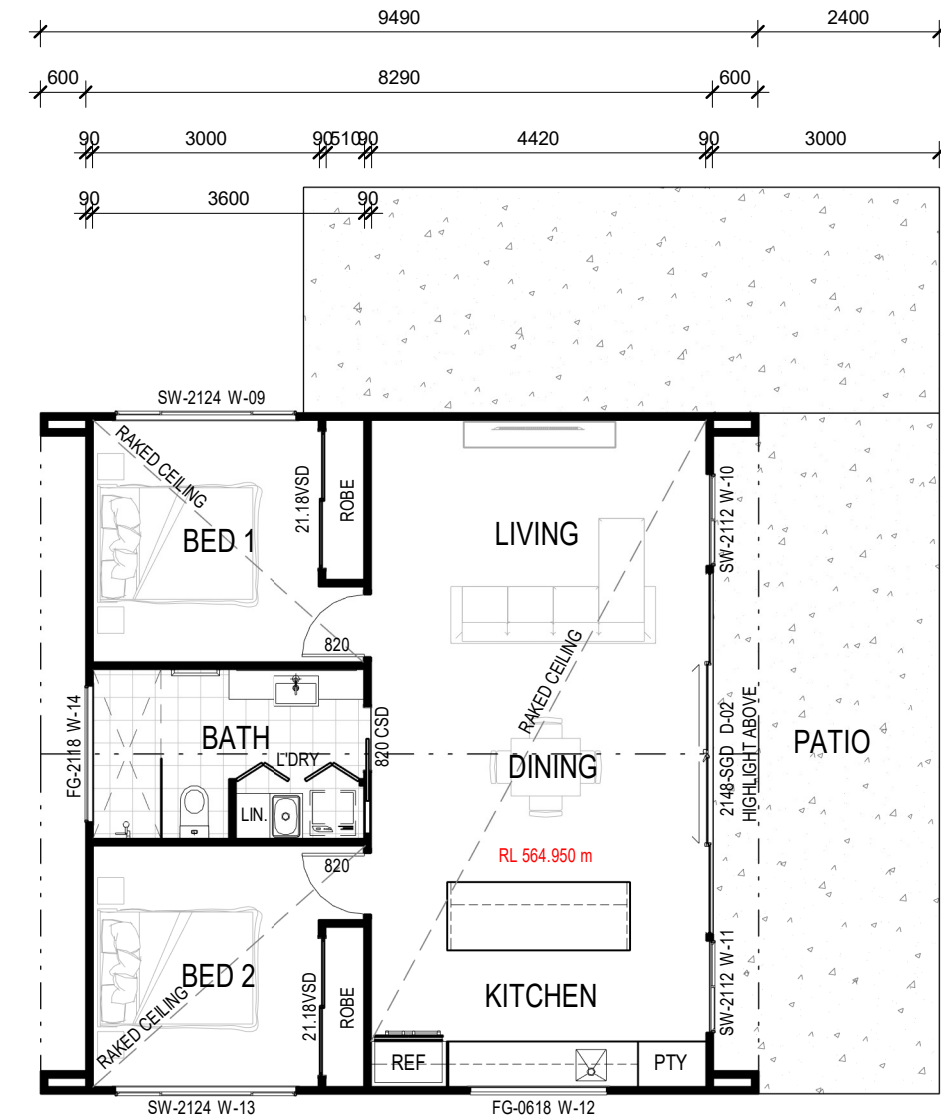 9490 2400
600 8290 600
90 3000 90 510 90 4420 90 3000
90 3600 90
SW-2124 W-09
RAKED CEILING
BED 1
21.18VSD
ROBE
820
LIVING
RAKED CEILING
SW-2112 W-10
FG-2118 W-14
BATH
L'DRY
LIN.
820 CSD
DINING
2148-SGD D-02
HIGHLIGHT ABOVE
PATIO
RL 564.950 m
820
BED 2
RAKED CEILING
21.18VSD
ROBE
KITCHEN
SW-2112 W-11
REF
PTY
SW-2124 W-13
FG-0618 W-12